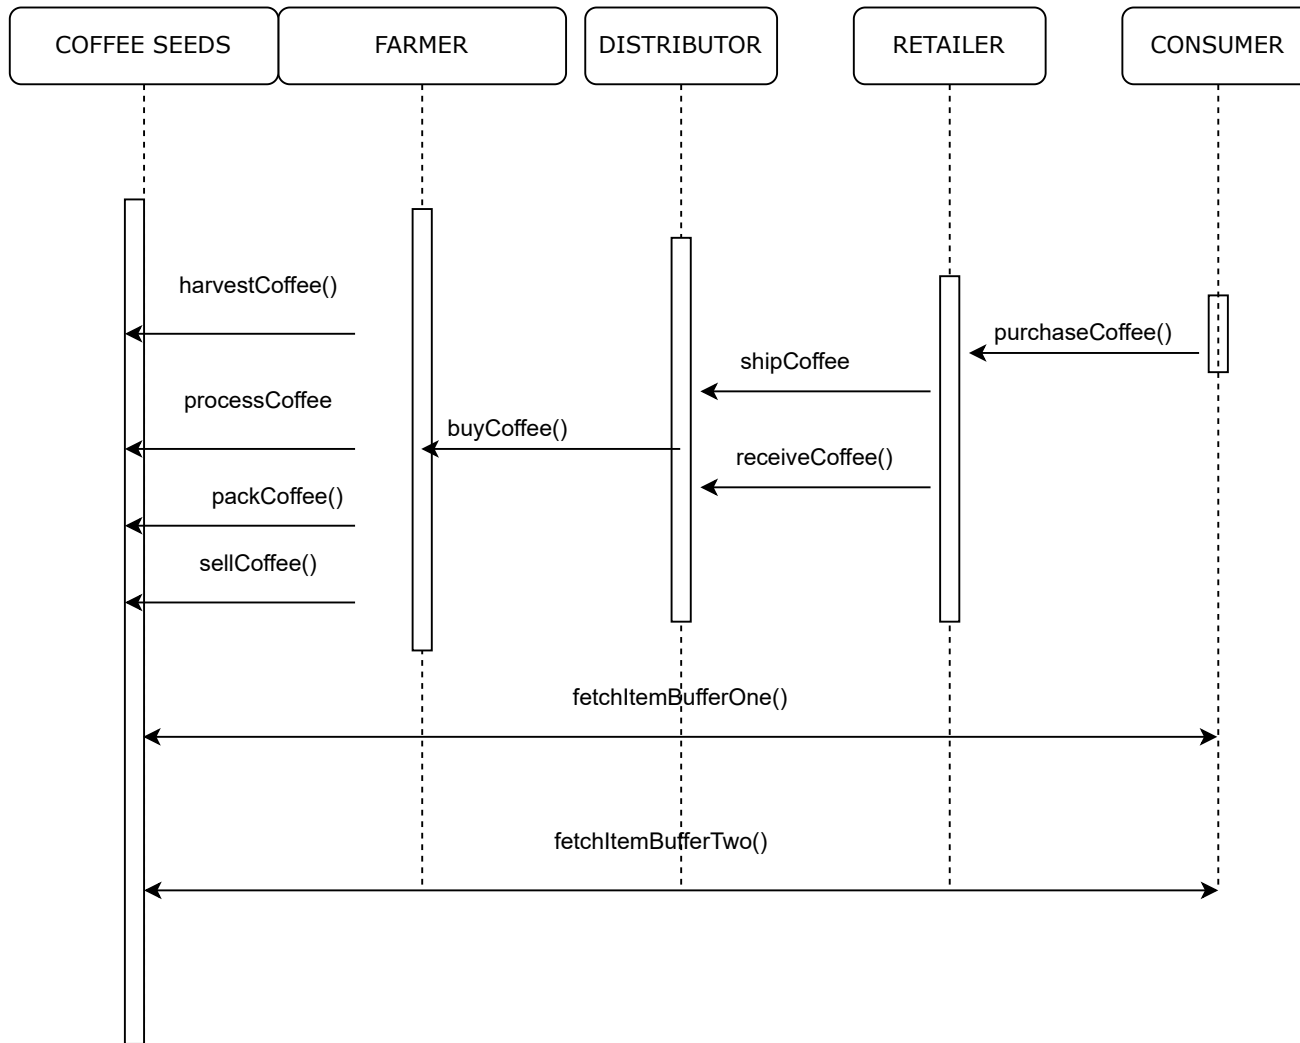 COFFEE SEEDS
FARMER
DISTRIBUTOR
RETAILER
CONSUMER
harvestCoffee()
purchaseCoffee()
shipCoffee
processCoffee
buyCoffee()
receiveCoffee()
packCoffee()
sellCoffee()
fetchItemBufferOne()
fetchItemBufferTwo()